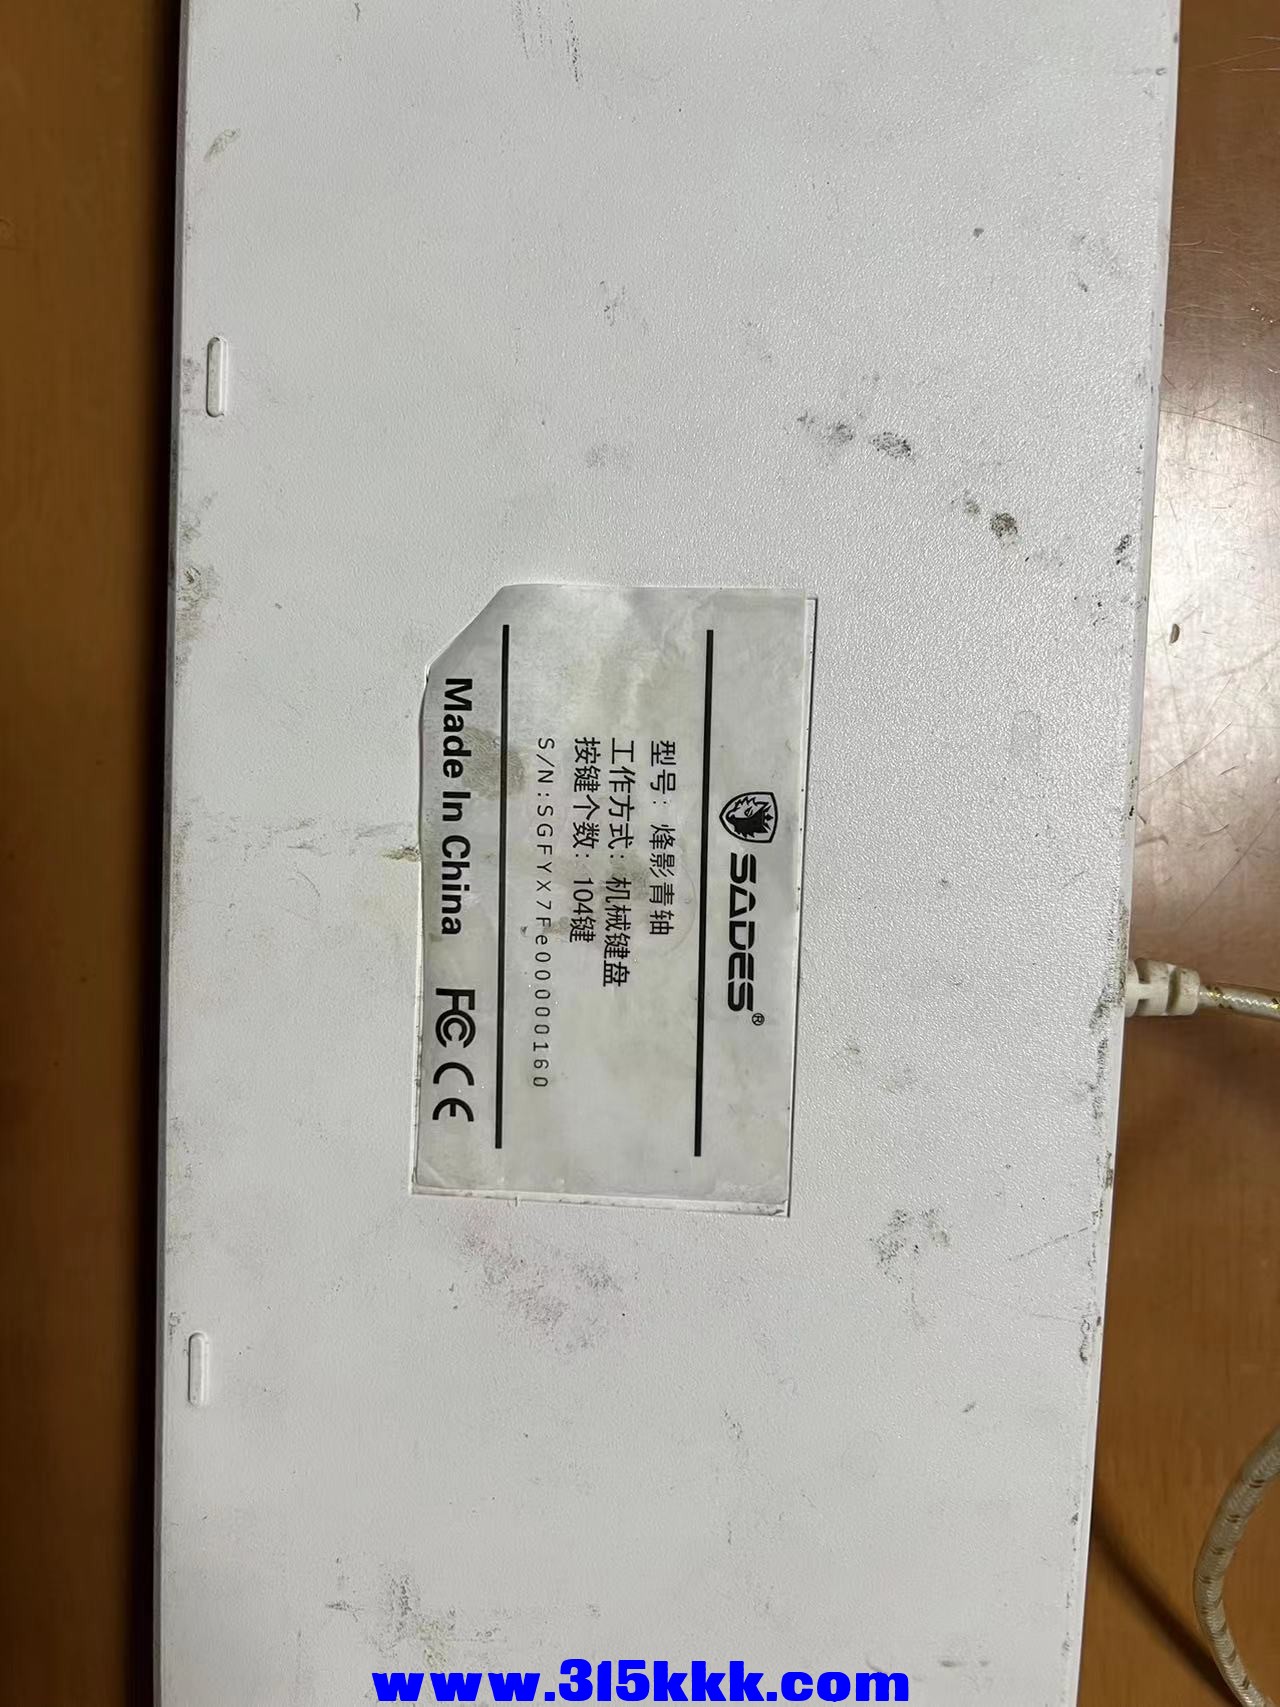 SADES®
型号：烽影青轴
工作方式：机械键盘
按键个数：104键
S/N:SGFYX7Fe00000160
Made In China FC CE
www.315kkk.com